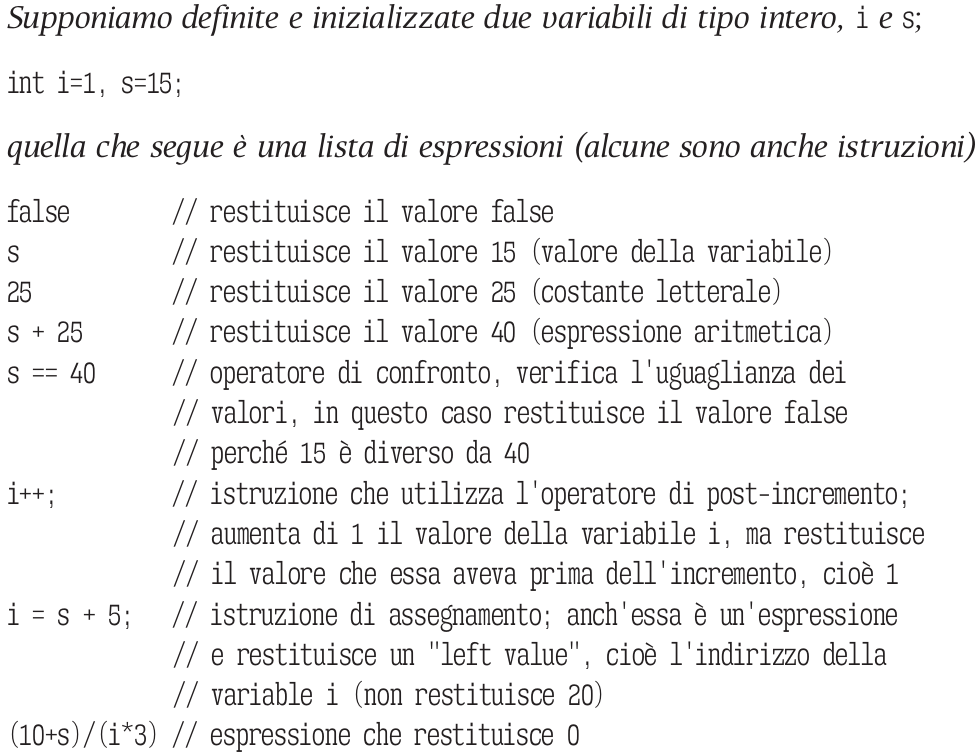 Supponiamo definite e inizializzate due variabili di tipo intero, i e s;
int i=1, s=15;
quella che segue è una lista di espressioni (alcune sono anche istruzioni)
false // restituisce il valore false
s // restituisce il valore 15 (valore della variabile)
25 // restituisce il valore 25 (costante letterale)
s + 25 // restituisce il valore 40 (espressione aritmetica)
s == 40 // operatore di confronto, verifica l'uguaglianza dei
// valori, in questo caso restituisce il valore false
// perché 15 è diverso da 40
i++; // istruzione che utilizza l'operatore di post-incremento;
// aumenta di 1 il valore della variabile i, ma restituisce
// il valore che essa aveva prima dell'incremento, cioè 1
i = s + 5; // istruzione di assegnamento; anch'essa è un'espressione
// e restituisce un "left value", cioè l'indirizzo della
// variable i (non restituisce 20)
(10+s)/(i*3) // espressione che restituisce 0